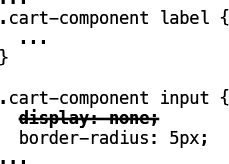 ...
.cart-component label {
  ...
}

.cart-component input {
  display: none;
  border-radius: 5px;
...